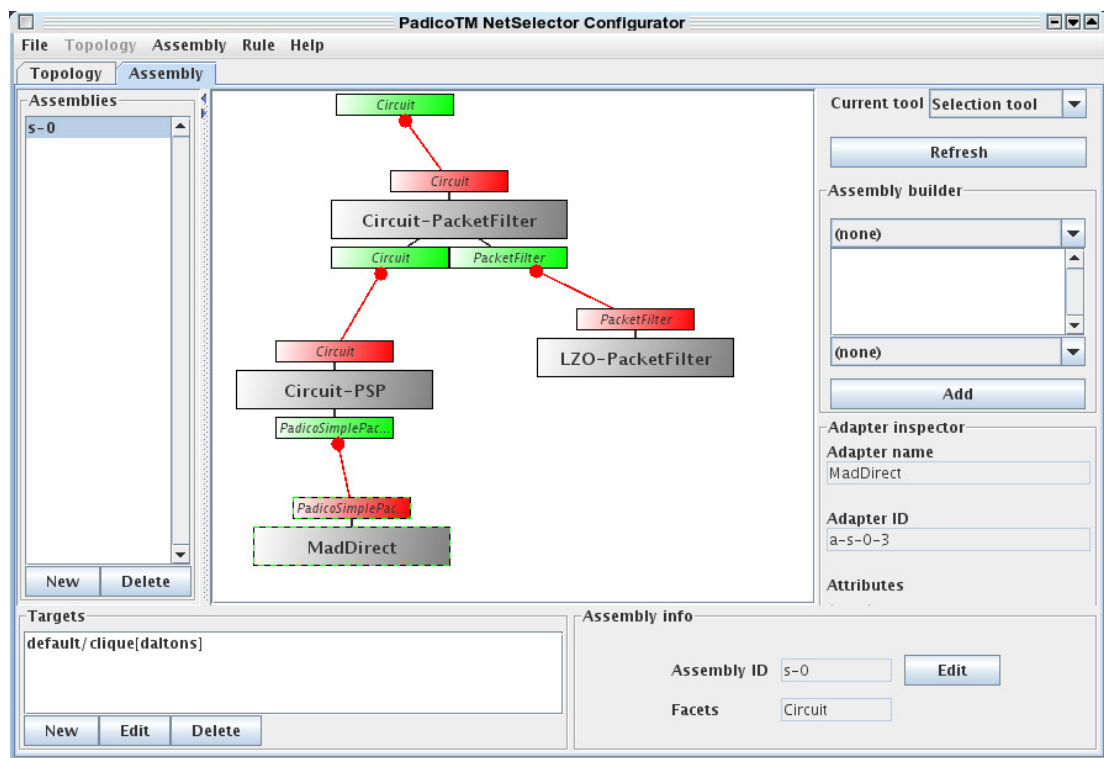 PadicoTM NetSelector Configurator
File Topology Assembly Rule Help
Topology Assembly
Assemblies
s-0
New Delete
Circuit
Circuit
Circuit-PacketFilter
Circuit PacketFilter
PacketFilter
LZO-PacketFilter
Circuit
Circuit-PSP
PadicoSimplePac...
PadicoSimplePac...
MadDirect
Current tool Selection tool
Refresh
Assembly builder
(none)
(none)
Add
Adapter inspector
Adapter name
MadDirect
Adapter ID
a-s-0-3
Attributes
Targets
default/clique[daltons]
New Edit Delete
Assembly info
Assembly ID s-0 Edit
Facets Circuit